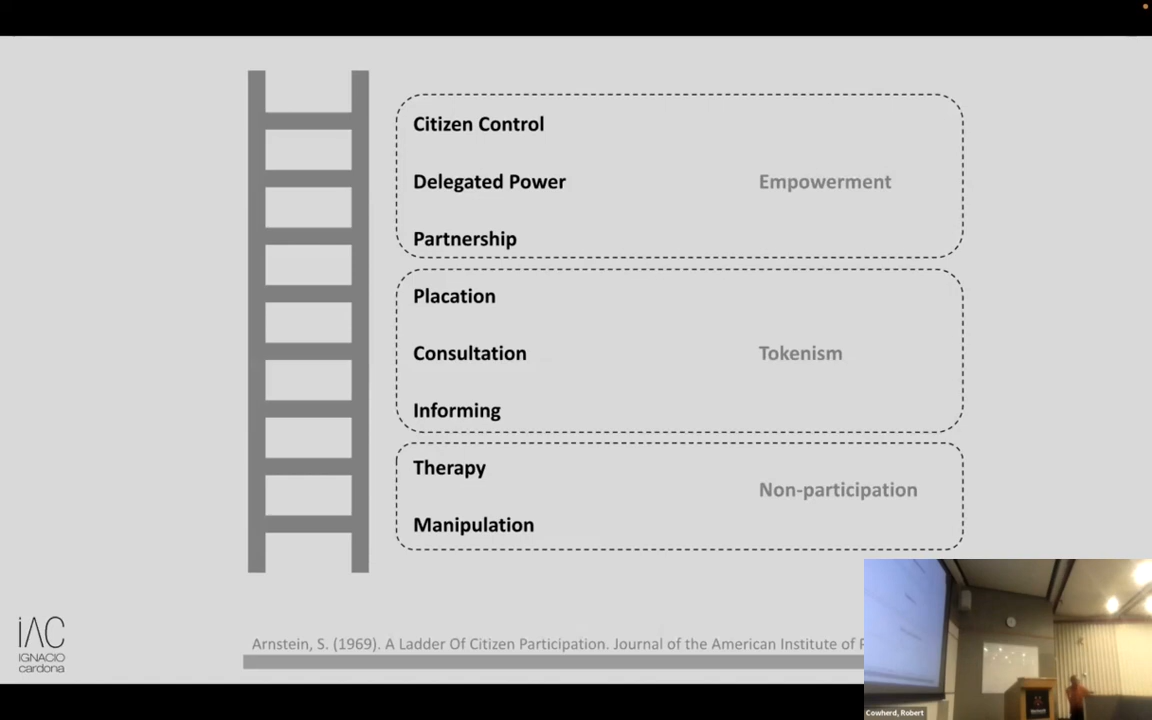 Citizen Control
Delegated Power
Empowerment
Partnership
Placation
Consultation
Tokenism
Informing
Therapy
Non-participation
Manipulation
Arnstein, S. (1969). A Ladder Of Citizen Participation. Journal of the American Institute of
iAC
IGNACIO
cardona
Cowherd, Robert